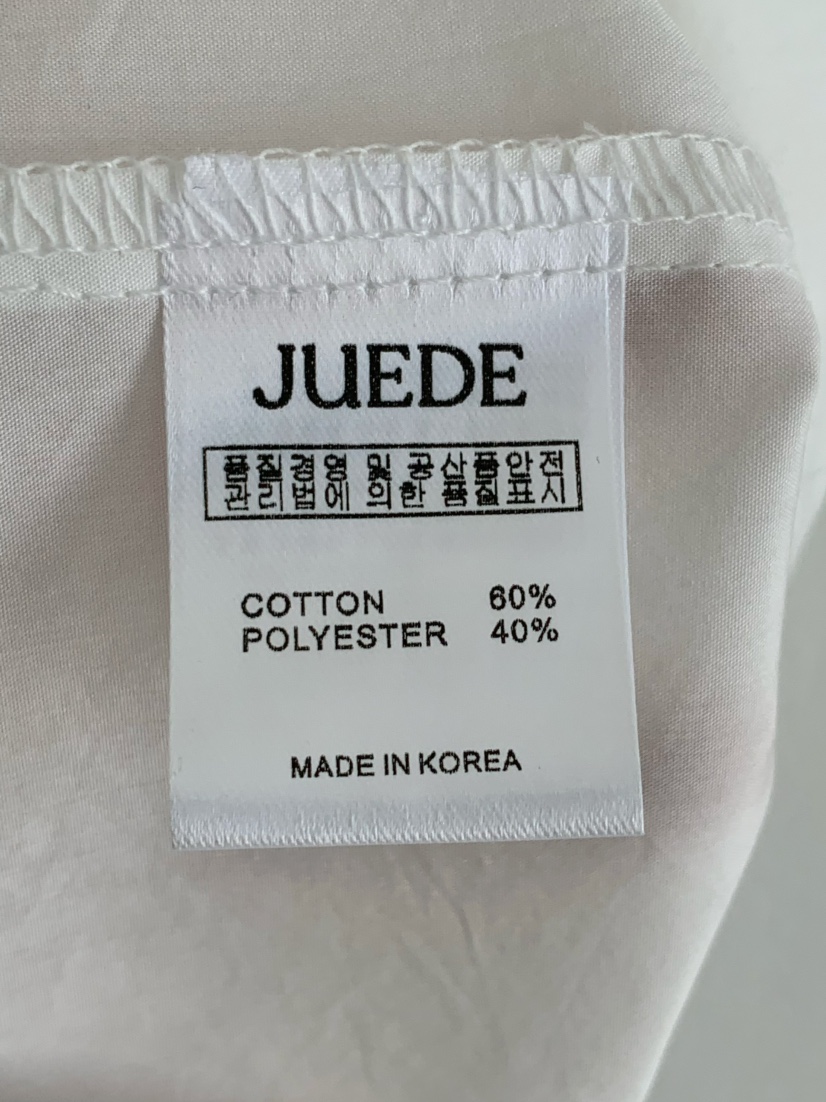 JUEDE
품질경영 및 공산품안전
관리법에 의한 품질표시
COTTON 60%
POLYESTER 40%
MADE IN KOREA